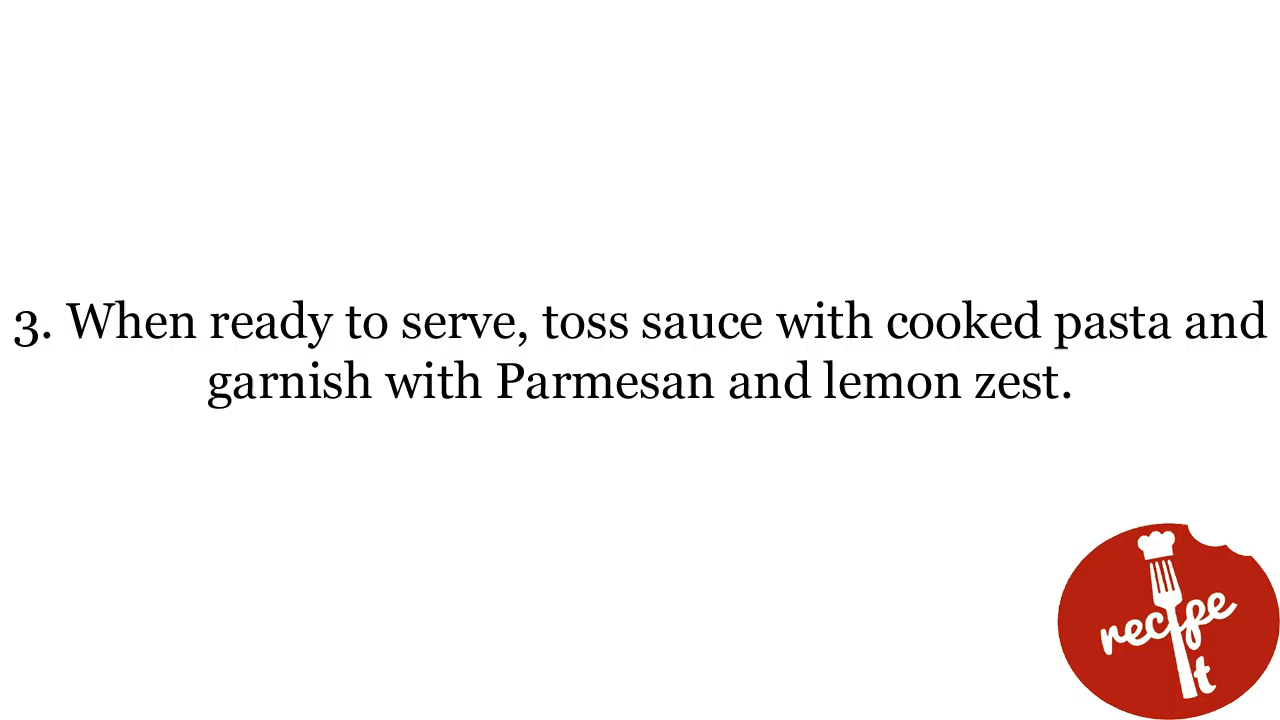 3. When ready to serve, toss sauce with cooked pasta and
garnish with Parmesan and lemon zest.
recipe
It